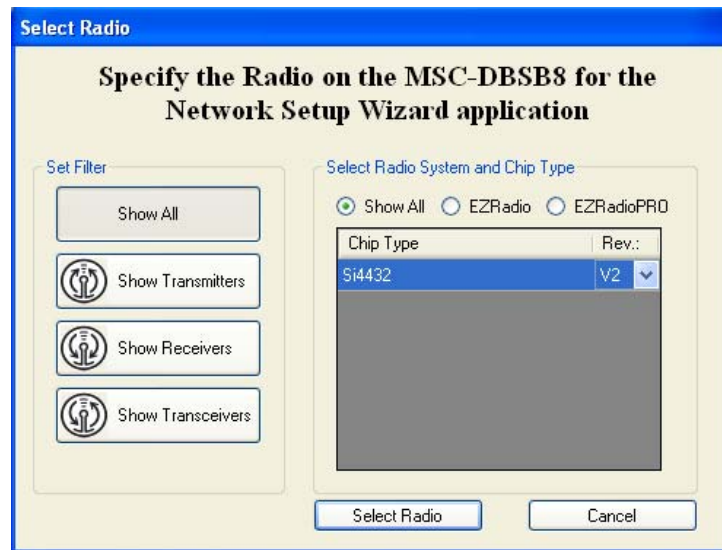 Select Radio
Specify the Radio on the MSC-DBSB8 for the
Network Setup Wizard application
Set Filter
Show All
Show Transmitters
Show Receivers
Show Transceivers
Select Radio System and Chip Type
Show All EZRadio EZRadioPRO
Chip Type Rev.:
Si4432 V2
Select Radio Cancel